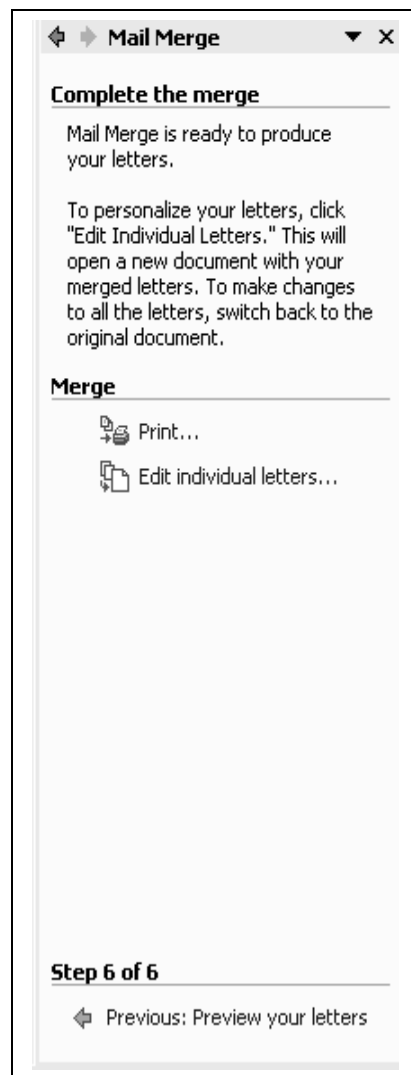 Mail Merge
Complete the merge
Mail Merge is ready to produce
your letters.
To personalize your letters, click
"Edit Individual Letters." This will
open a new document with your
merged letters. To make changes
to all the letters, switch back to the
original document.
Merge
Print...
Edit individual letters...
Step 6 of 6
Previous: Preview your letters